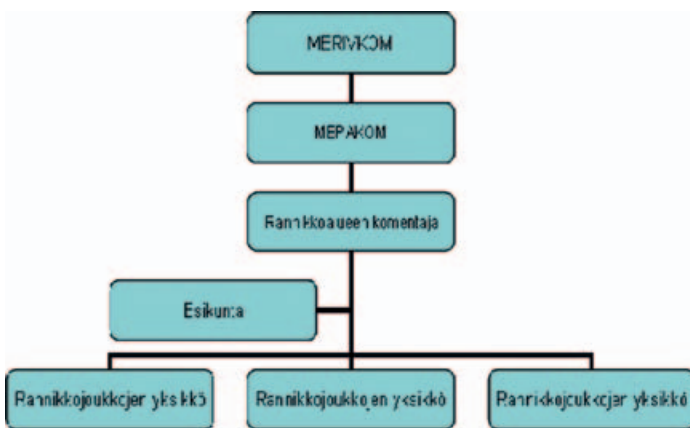 MERIVKOM
MEPAKOM
Rannikkoalueen komentaja
Esikunta
Rannikkojoukkojen yksikkö
Rannikkojoukkojen yksikkö
Rannikkojoukkojen yksikkö